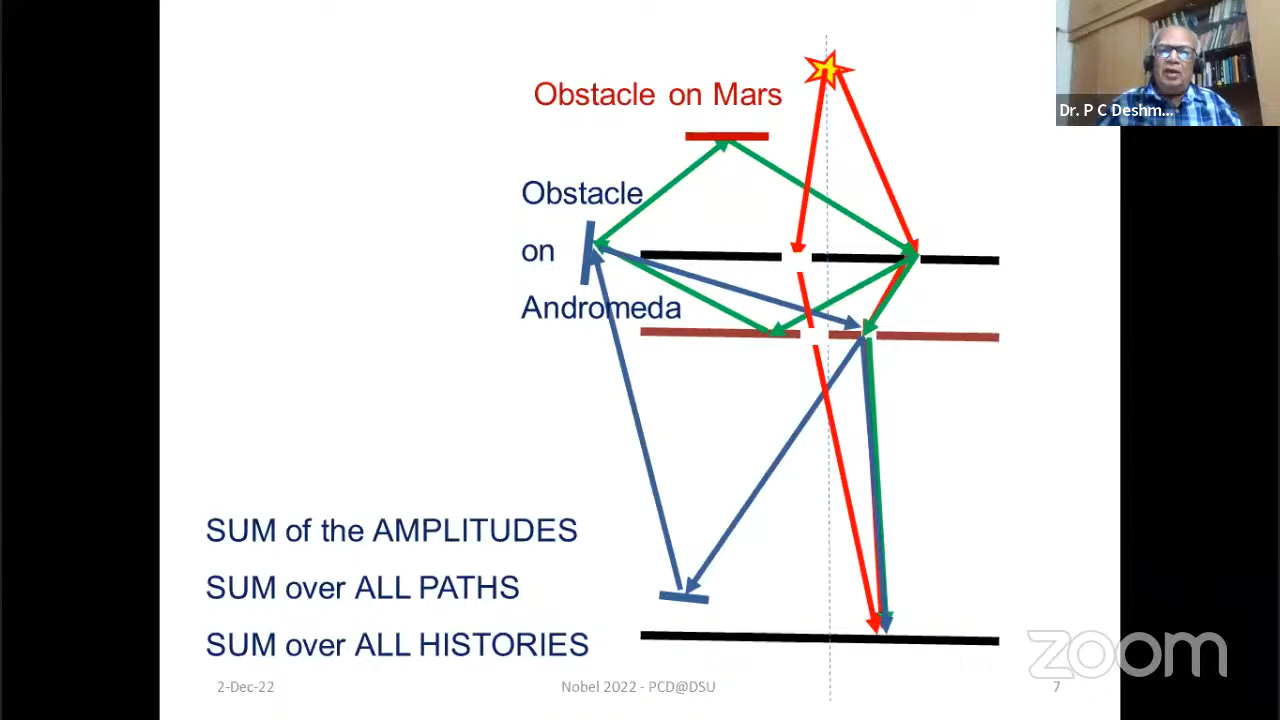 Obstacle on Mars
Obstacle
on
Andromeda
SUM of the AMPLITUDES
SUM over ALL PATHS
SUM over ALL HISTORIES
2-Dec-22
Nobel 2022 - PCD@DSU
7
Dr. P C Deshm...
zoom